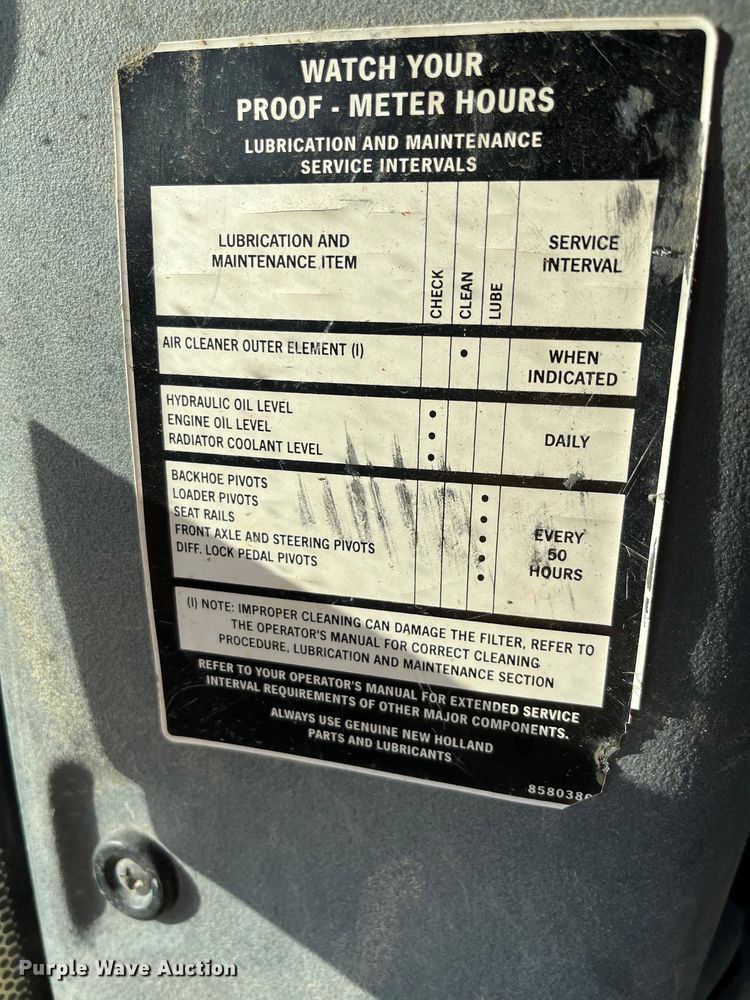 WATCH YOUR
PROOF - METER HOURS
LUBRICATION AND MAINTENANCE
SERVICE INTERVALS
LUBRICATION AND
MAINTENANCE ITEM
CHECK
CLEAN
LUBE
SERVICE
INTERVAL
AIR CLEANER OUTER ELEMENT (I)
WHEN
INDICATED
HYDRAULIC OIL LEVEL
ENGINE OIL LEVEL
RADIATOR COOLANT LEVEL
DAILY
BACKHOE PIVOTS
LOADER PIVOTS
SEAT RAILS
FRONT AXLE AND STEERING PIVOTS
DIFF. LOCK PEDAL PIVOTS
EVERY
50
HOURS
(I) NOTE: IMPROPER CLEANING CAN DAMAGE THE FILTER, REFER TO
THE OPERATOR'S MANUAL FOR CORRECT CLEANING
PROCEDURE, LUBRICATION AND MAINTENANCE SECTION
REFER TO YOUR OPERATOR'S MANUAL FOR EXTENDED SERVICE
INTERVAL REQUIREMENTS OF OTHER MAJOR COMPONENTS.
ALWAYS USE GENUINE NEW HOLLAND
PARTS AND LUBRICANTS
Purple Wave Auction